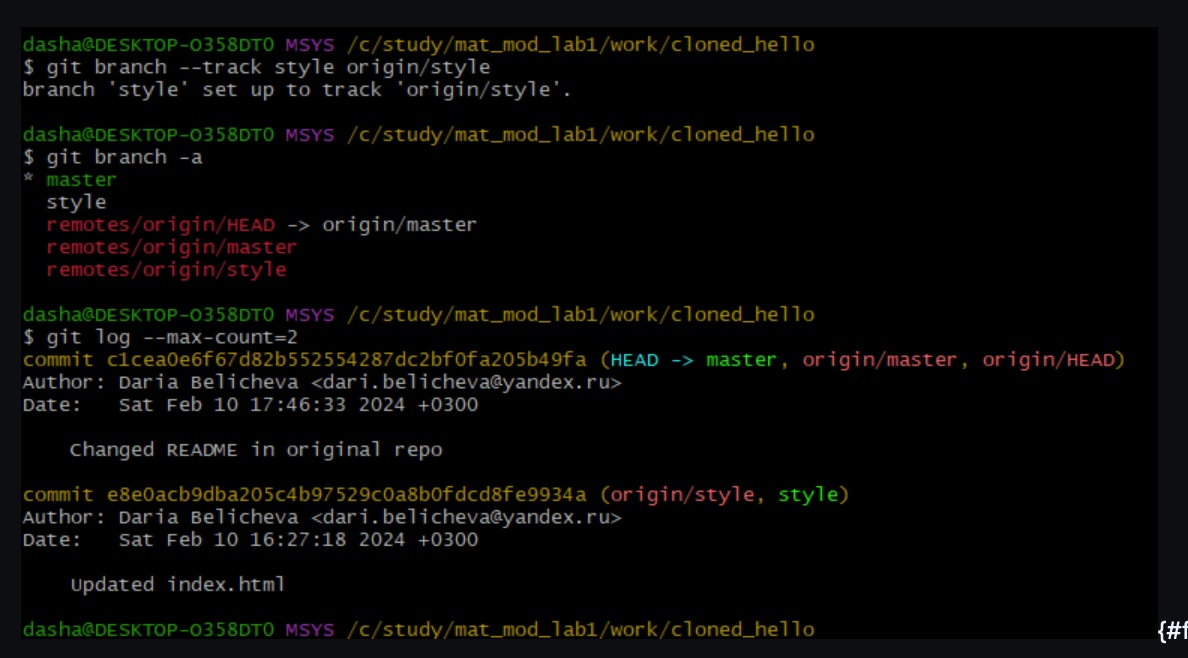 dasha@DESKTOP-O358DT0 MSYS /c/study/mat_mod_lab1/work/cloned_hello
$ git branch --track style origin/style
branch 'style' set up to track 'origin/style'.
dasha@DESKTOP-O358DT0 MSYS /c/study/mat_mod_lab1/work/cloned_hello
$ git branch -a
* master
  style
  remotes/origin/HEAD -> origin/master
  remotes/origin/master
  remotes/origin/style
dasha@DESKTOP-O358DT0 MSYS /c/study/mat_mod_lab1/work/cloned_hello
$ git log --max-count=2
commit c1cea0e6f67d82b552554287dc2bf0fa205b49fa (HEAD -> master, origin/master, origin/HEAD)
Author: Daria Belicheva <dari.belicheva@yandex.ru>
Date:   Sat Feb 10 17:46:33 2024 +0300
    Changed README in original repo
commit e8e0acb9dba205c4b97529c0a8b0fdcd8fe9934a (origin/style, style)
Author: Daria Belicheva <dari.belicheva@yandex.ru>
Date:   Sat Feb 10 16:27:18 2024 +0300
    Updated index.html
dasha@DESKTOP-O358DT0 MSYS /c/study/mat_mod_lab1/work/cloned_hello
{#f